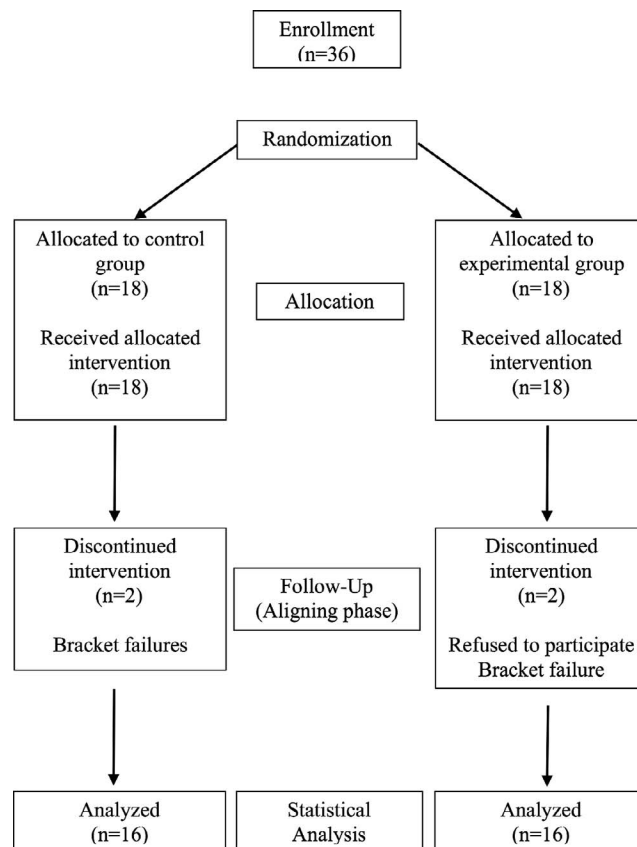 Enrollment
(n=36)
Randomization
Allocated to control
group
(n=18)
Received allocated
intervention
(n=18)
Allocation
Allocated to
experimental group
(n=18)
Received allocated
intervention
(n=18)
Discontinued
intervention
(n=2)
Bracket failures
Follow-Up
(Aligning phase)
Discontinued
intervention
(n=2)
Refused to participate
Bracket failure
Analyzed
(n=16)
Statistical
Analysis
Analyzed
(n=16)